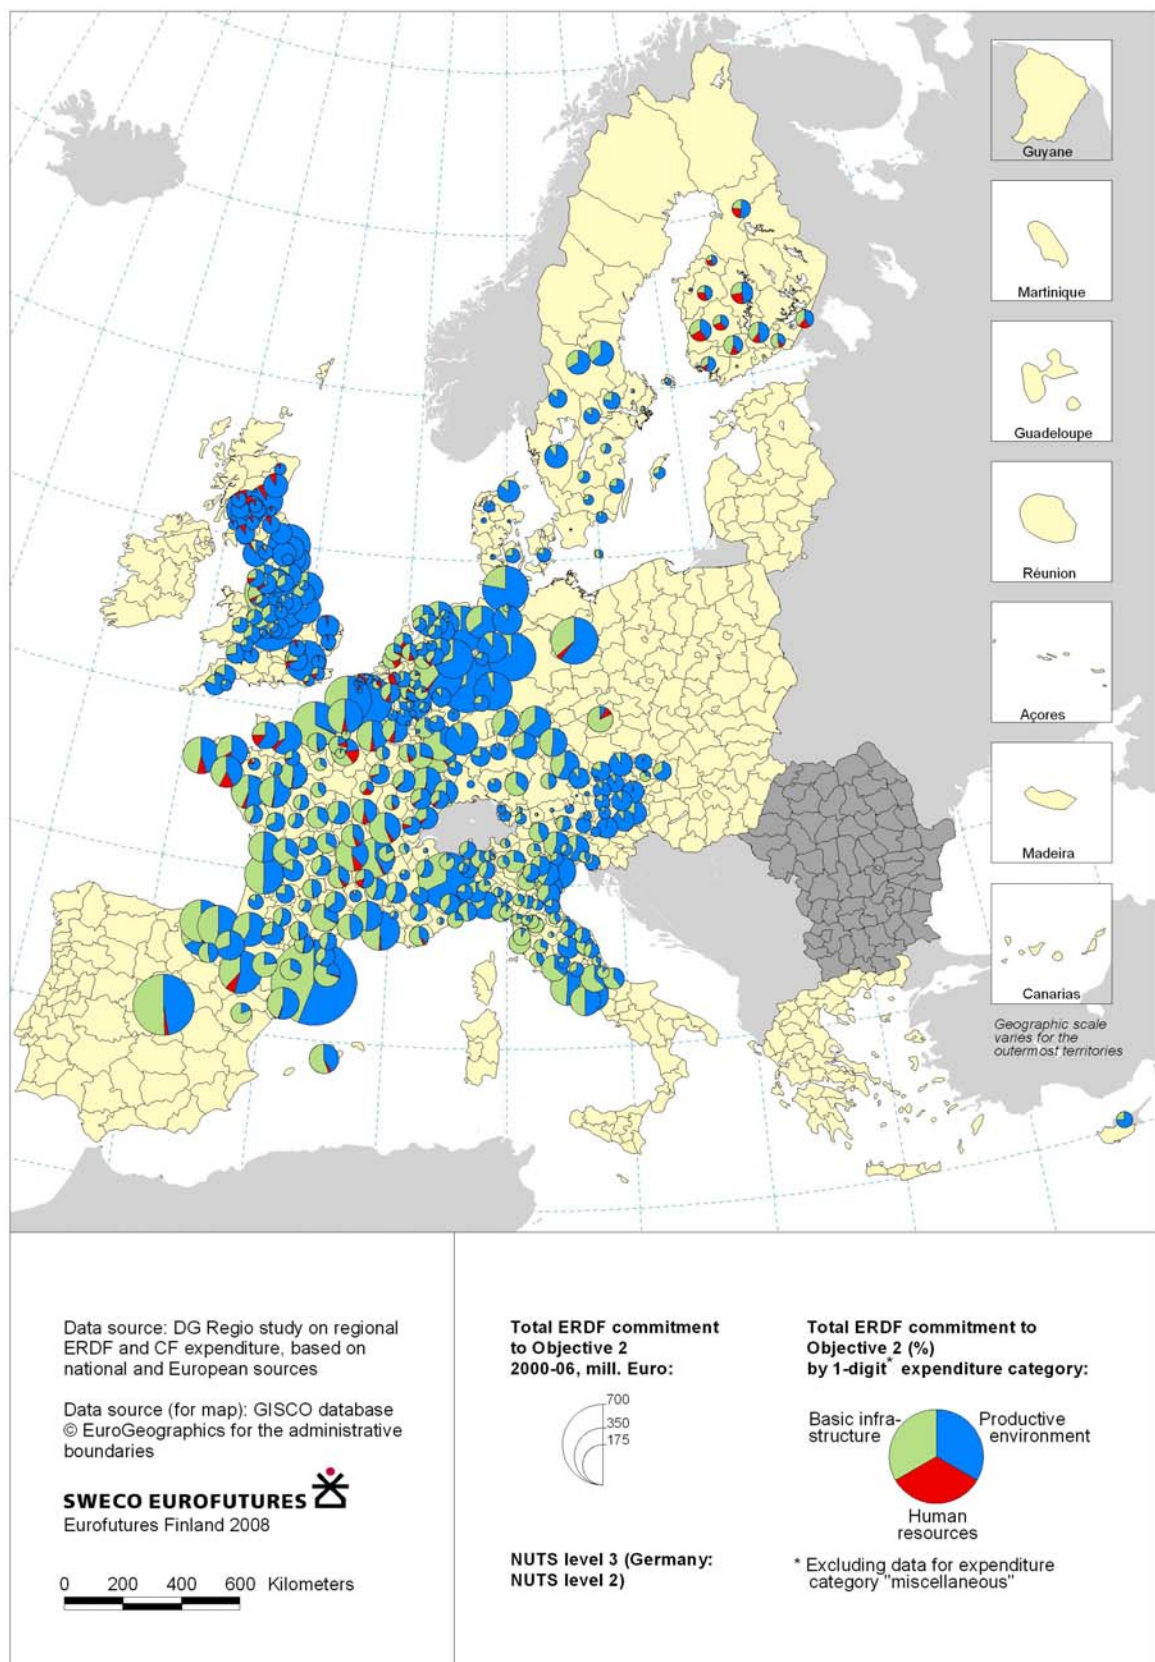 Guyane
Martinique
Guadeloupe
Réunion
Açores
Madeira
Canarias
Geographic scale
varies for the
outermost territories
Data source: DG Regio study on regional
ERDF and CF expenditure, based on
national and European sources
Data source (for map): GISCO database
© EuroGeographics for the administrative
boundaries
SWECO EUROFUTURES
Eurofutures Finland 2008
0 200 400 600 Kilometers
Total ERDF commitment
to Objective 2
2000-06, mill. Euro:
700
350
175
NUTS level 3 (Germany:
NUTS level 2)
Total ERDF commitment to
Objective 2 (%)
by 1-digit* expenditure category:
Basic infra-
structure
Productive
environment
Human
resources
* Excluding data for expenditure
category "miscellaneous"